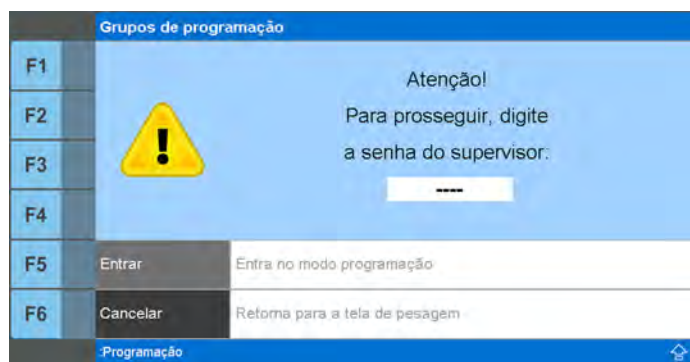 Grupos de programação
F1
Atenção!
F2
Para prosseguir, digite
F3
a senha do supervisor:
----
F4
F5 Entrar Entra no modo programação
F6 Cancelar Retorna para a tela de pesagem
:Programação